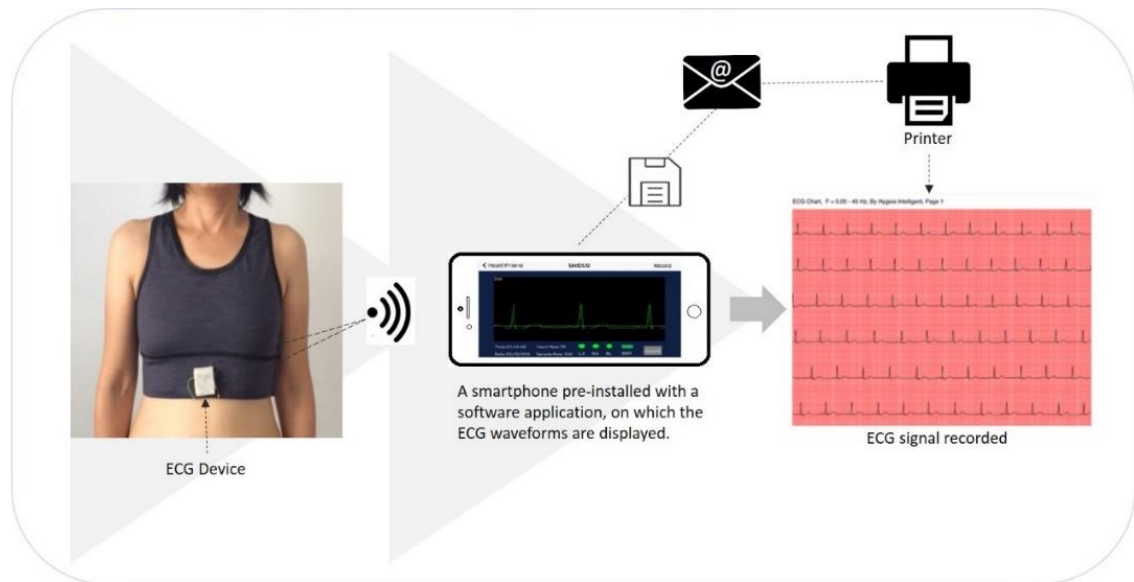 @
Printer
ECG Chart, F = 0.05 - 45 Hz, By Hygeia Intelligent, Page 1
A smartphone pre-installed with a
software application, on which the
ECG waveforms are displayed.
ECG signal recorded
ECG Device